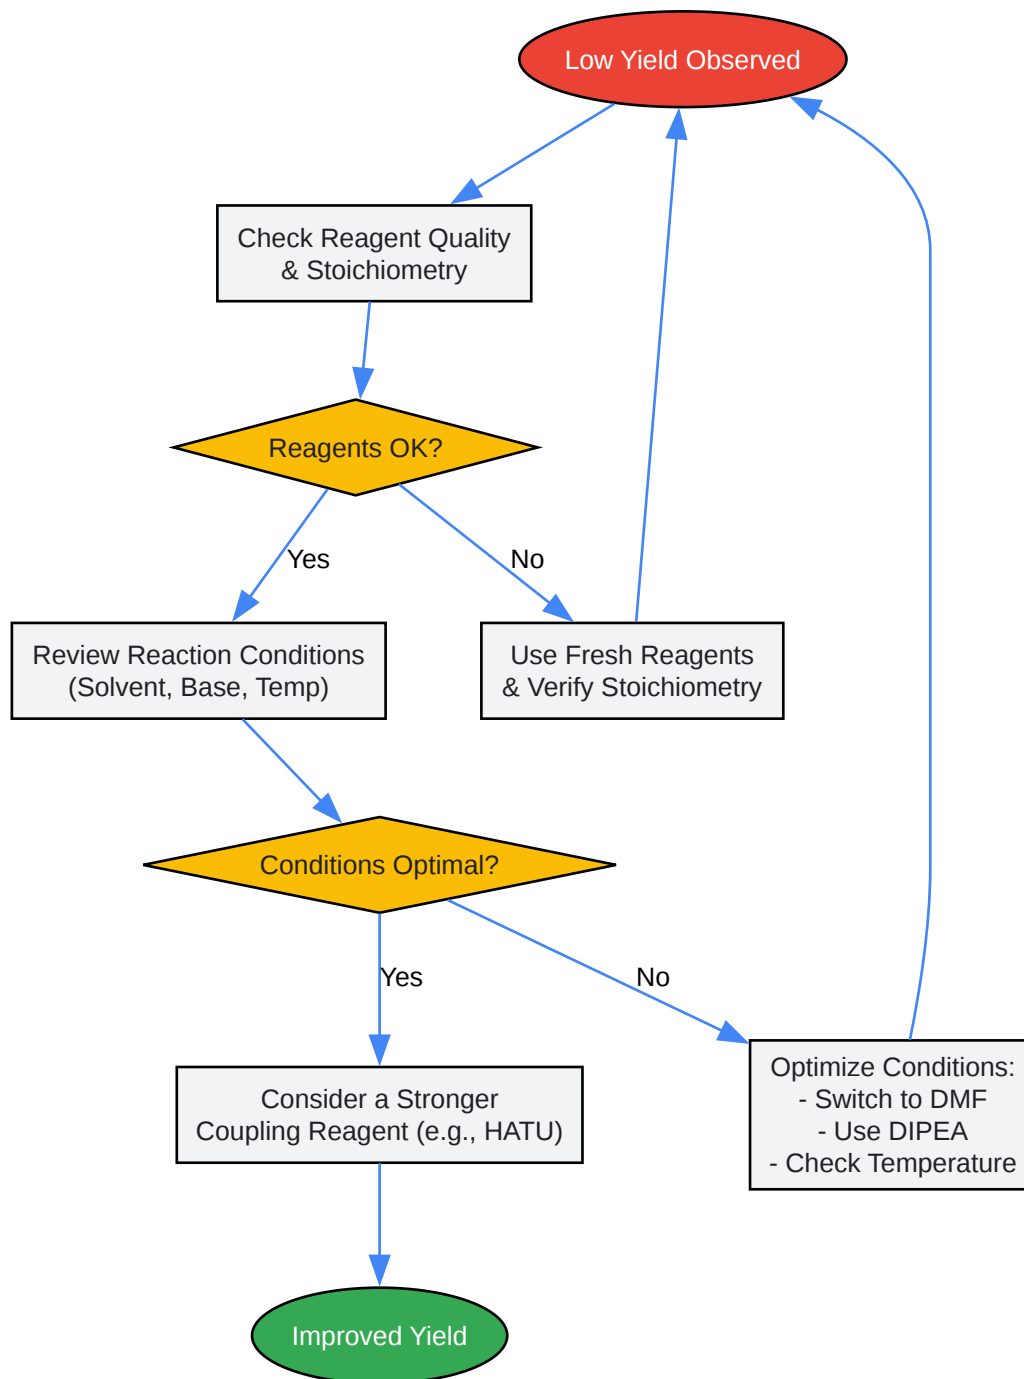 Low Yield Observed
Check Reagent Quality
& Stoichiometry
Reagents OK?
Yes
No
Review Reaction Conditions
(Solvent, Base, Temp)
Use Fresh Reagents
& Verify Stoichiometry
Conditions Optimal?
Yes
No
Consider a Stronger
Coupling Reagent (e.g., HATU)
Optimize Conditions:
- Switch to DMF
- Use DIPEA
- Check Temperature
Improved Yield